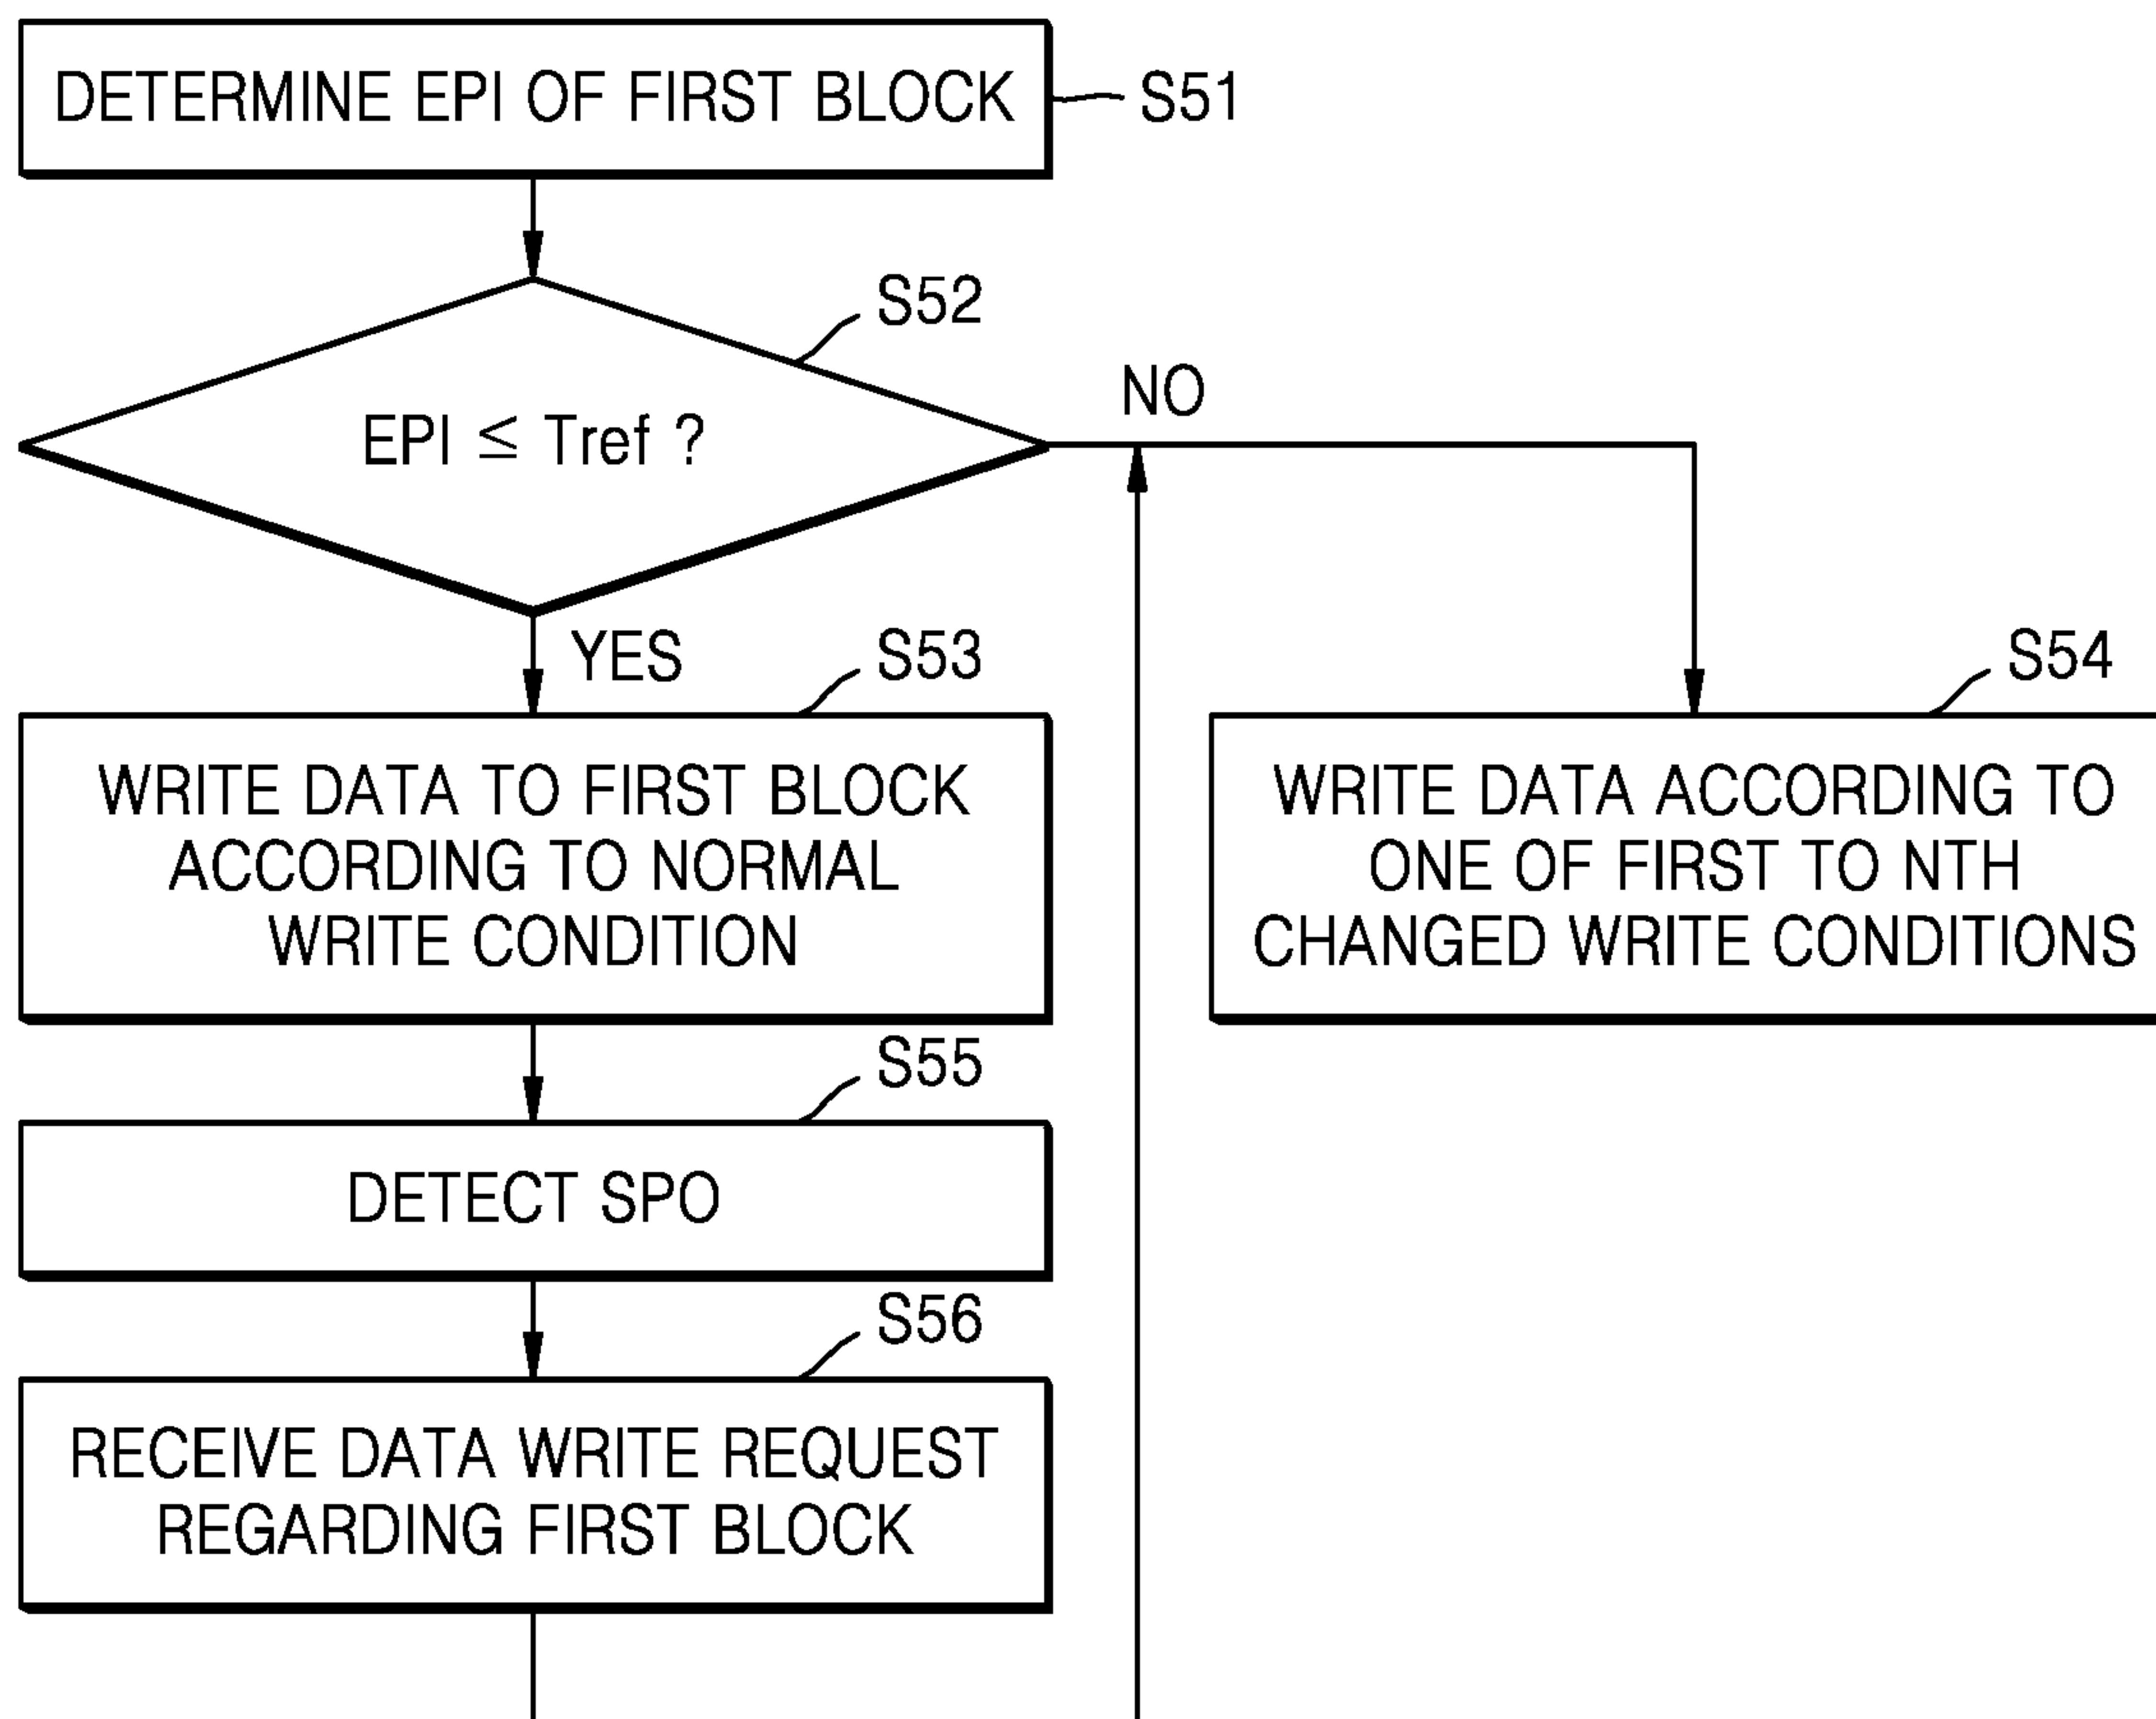 DETERMINE EPI OF FIRST BLOCK
S51
S52
NO
EPI ≤ Tref ?
YES
S53
S54
WRITE DATA TO FIRST BLOCK
ACCORDING TO NORMAL
WRITE CONDITION
WRITE DATA ACCORDING TO
ONE OF FIRST TO NTH
CHANGED WRITE CONDITIONS
S55
DETECT SPO
S56
RECEIVE DATA WRITE REQUEST
REGARDING FIRST BLOCK